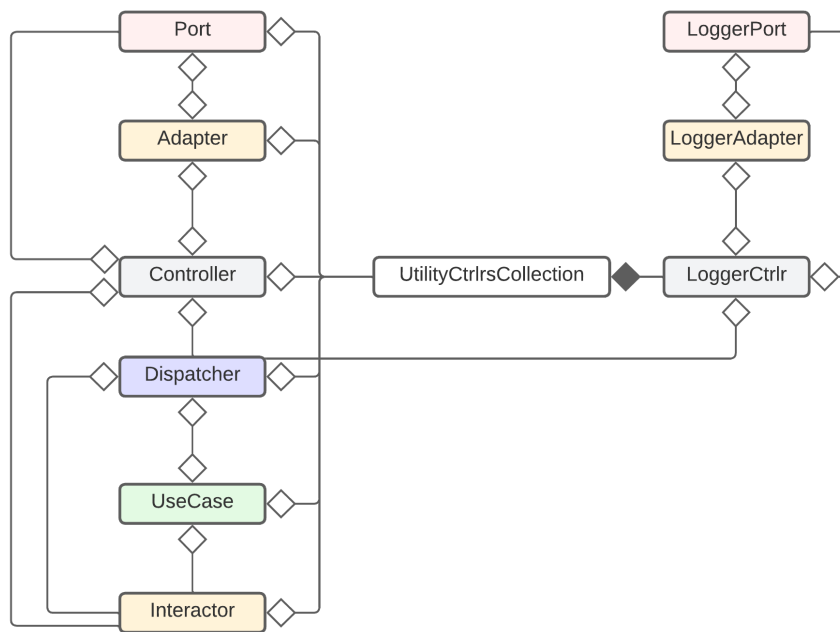 Port
LoggerPort
Adapter
LoggerAdapter
Controller
UtilityCtrlrsCollection
LoggerCtrlr
Dispatcher
UseCase
Interactor